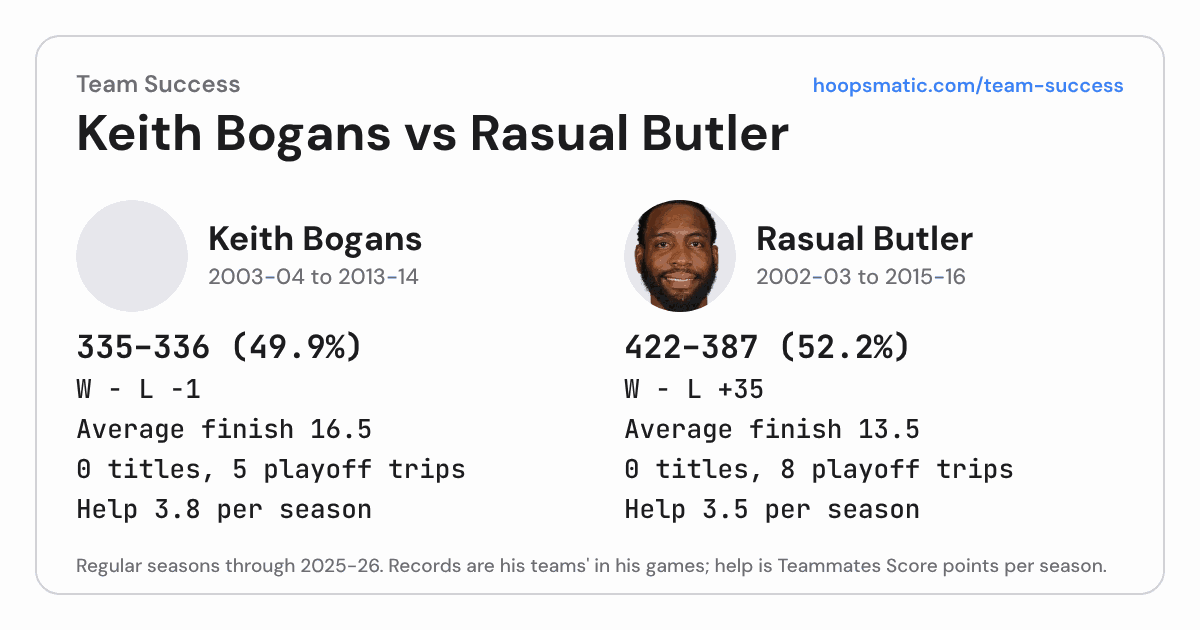 Team Success
hoopsmatic.com/team-success
Keith Bogans vs Rasual Butler
Keith Bogans
2003-04 to 2013-14
335-336 (49.9%)
W - L -1
Average finish 16.5
0 titles, 5 playoff trips
Help 3.8 per season
Rasual Butler
2002-03 to 2015-16
422-387 (52.2%)
W - L +35
Average finish 13.5
0 titles, 8 playoff trips
Help 3.5 per season
Regular seasons through 2025-26. Records are his teams' in his games; help is Teammates Score points per season.